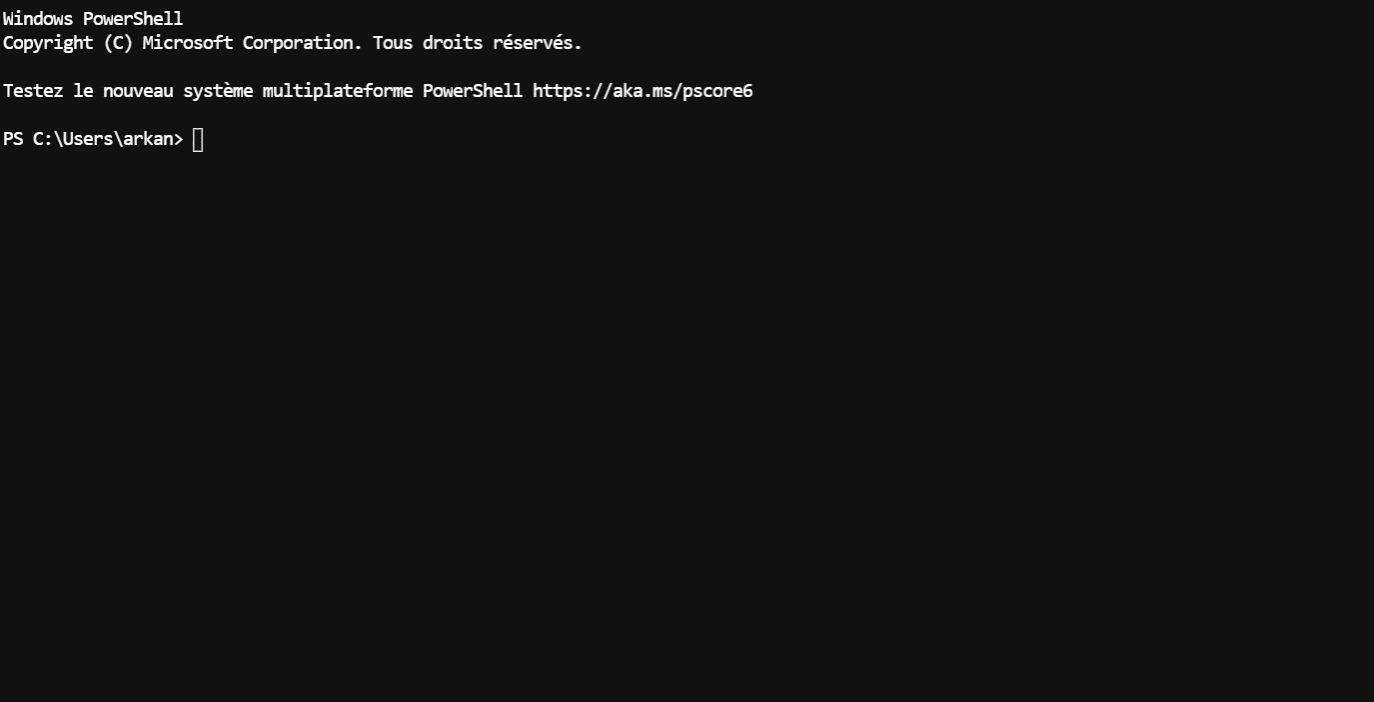 Windows PowerShell
Copyright (C) Microsoft Corporation. Tous droits réservés.
Testez le nouveau système multiplateforme PowerShell https://aka.ms/pscore6
PS C:\Users\arkan>